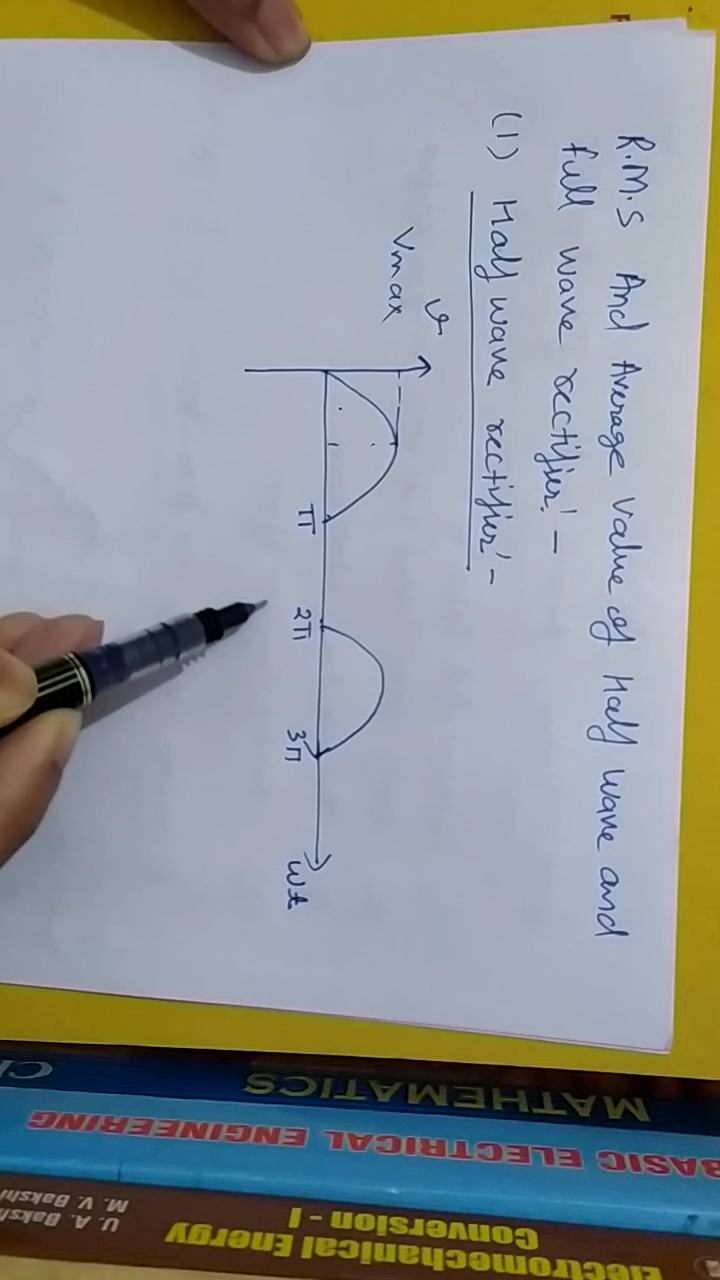 R.M.S And Average value of Half wave and
full wave rectifier:-
(1) Half wave rectifier:-
v
Vmax
π
2π
3π
ωt
MATHEMATICS
BASIC ELECTRICAL ENGINEERING
Electromechanical Energy
Conversion - I
U. A. Bakshi
M. V. Bakshi